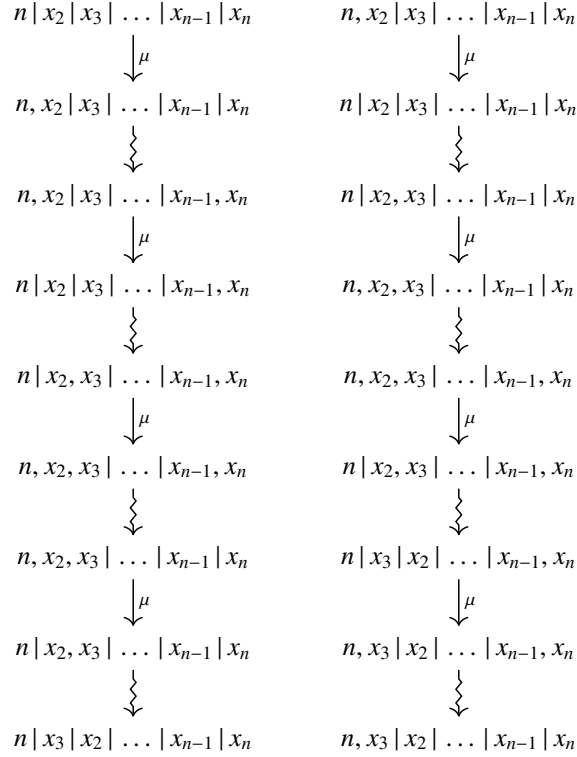 n | x₂ | x₃ | … | xₙ₋₁ | xₙ
μ
n, x₂ | x₃ | … | xₙ₋₁ | xₙ
n, x₂ | x₃ | … | xₙ₋₁, xₙ
μ
n | x₂ | x₃ | … | xₙ₋₁, xₙ
n | x₂, x₃ | … | xₙ₋₁, xₙ
μ
n, x₂, x₃ | … | xₙ₋₁, xₙ
n, x₂, x₃ | … | xₙ₋₁ | xₙ
μ
n | x₂, x₃ | … | xₙ₋₁ | xₙ
n | x₃ | x₂ | … | xₙ₋₁ | xₙ
n, x₂ | x₃ | … | xₙ₋₁ | xₙ
μ
n | x₂ | x₃ | … | xₙ₋₁ | xₙ
n | x₂, x₃ | … | xₙ₋₁ | xₙ
μ
n, x₂, x₃ | … | xₙ₋₁ | xₙ
n, x₂, x₃ | … | xₙ₋₁, xₙ
μ
n | x₂, x₃ | … | xₙ₋₁, xₙ
n | x₃ | x₂ | … | xₙ₋₁, xₙ
μ
n, x₃ | x₂ | … | xₙ₋₁, xₙ
n, x₃ | x₂ | … | xₙ₋₁ | xₙ